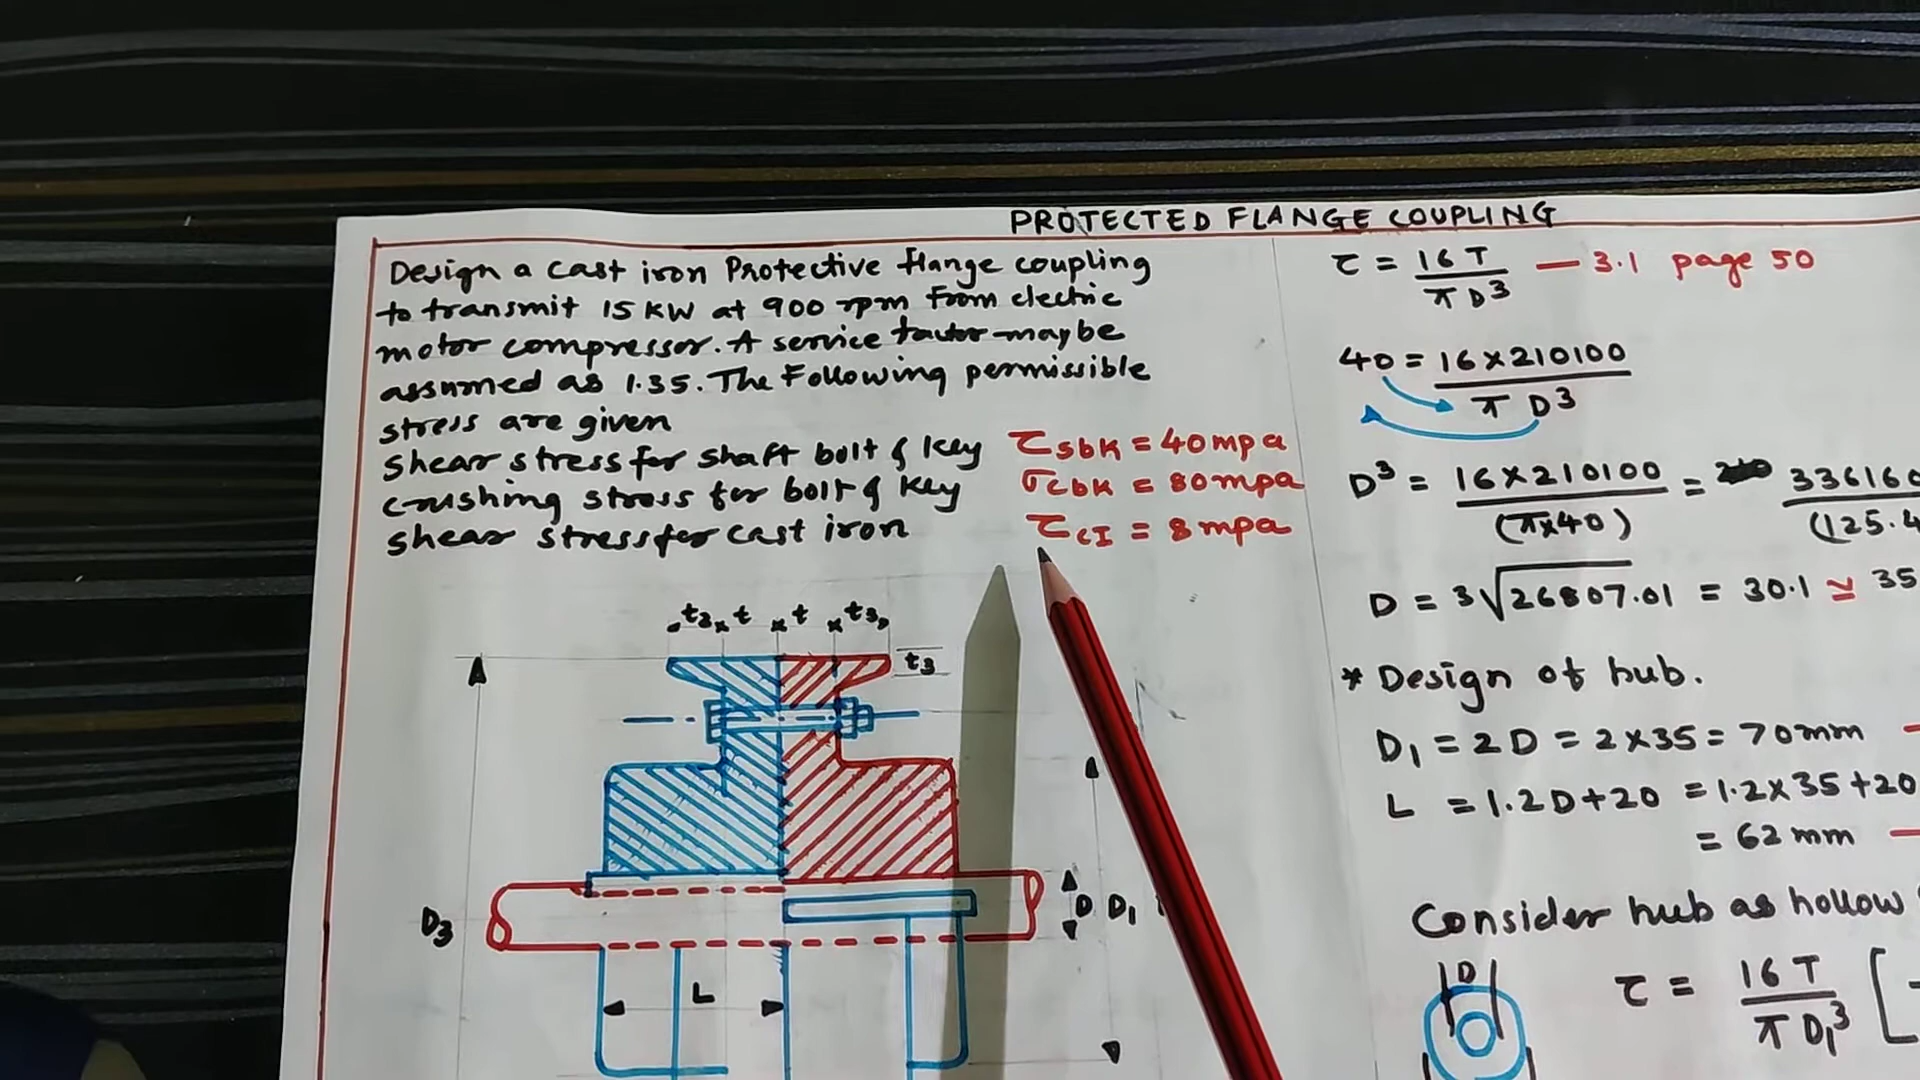 PROTECTED FLANGE COUPLING
Design a cast iron Protective flange coupling
to transmit 15 KW at 900 rpm from electric
motor compressor. A service factor may be
assumed as 1.35. The Following permissible
stress are given
shear stress for shaft bolt & key τsbk = 40 mpa
crushing stress for bolt & key σcbk = 80 mpa
shear stress for cast iron τCI = 8 mpa
t3 t t t3
t3
D3
D D1
L
τ = 16 T / π D³ — 3.1 page 50
40 = 16 × 210100 / π D³
D³ = 16 × 210100 / (π × 40) = 336160 / (125.4
D = 3√26807.01 = 30.1 ≃ 35
* Design of hub.
D1 = 2D = 2 × 35 = 70 mm
L = 1.2 D + 20 = 1.2 × 35 + 20
= 62 mm
Consider hub as hollow
D
τ = 16 T / π D1³ [